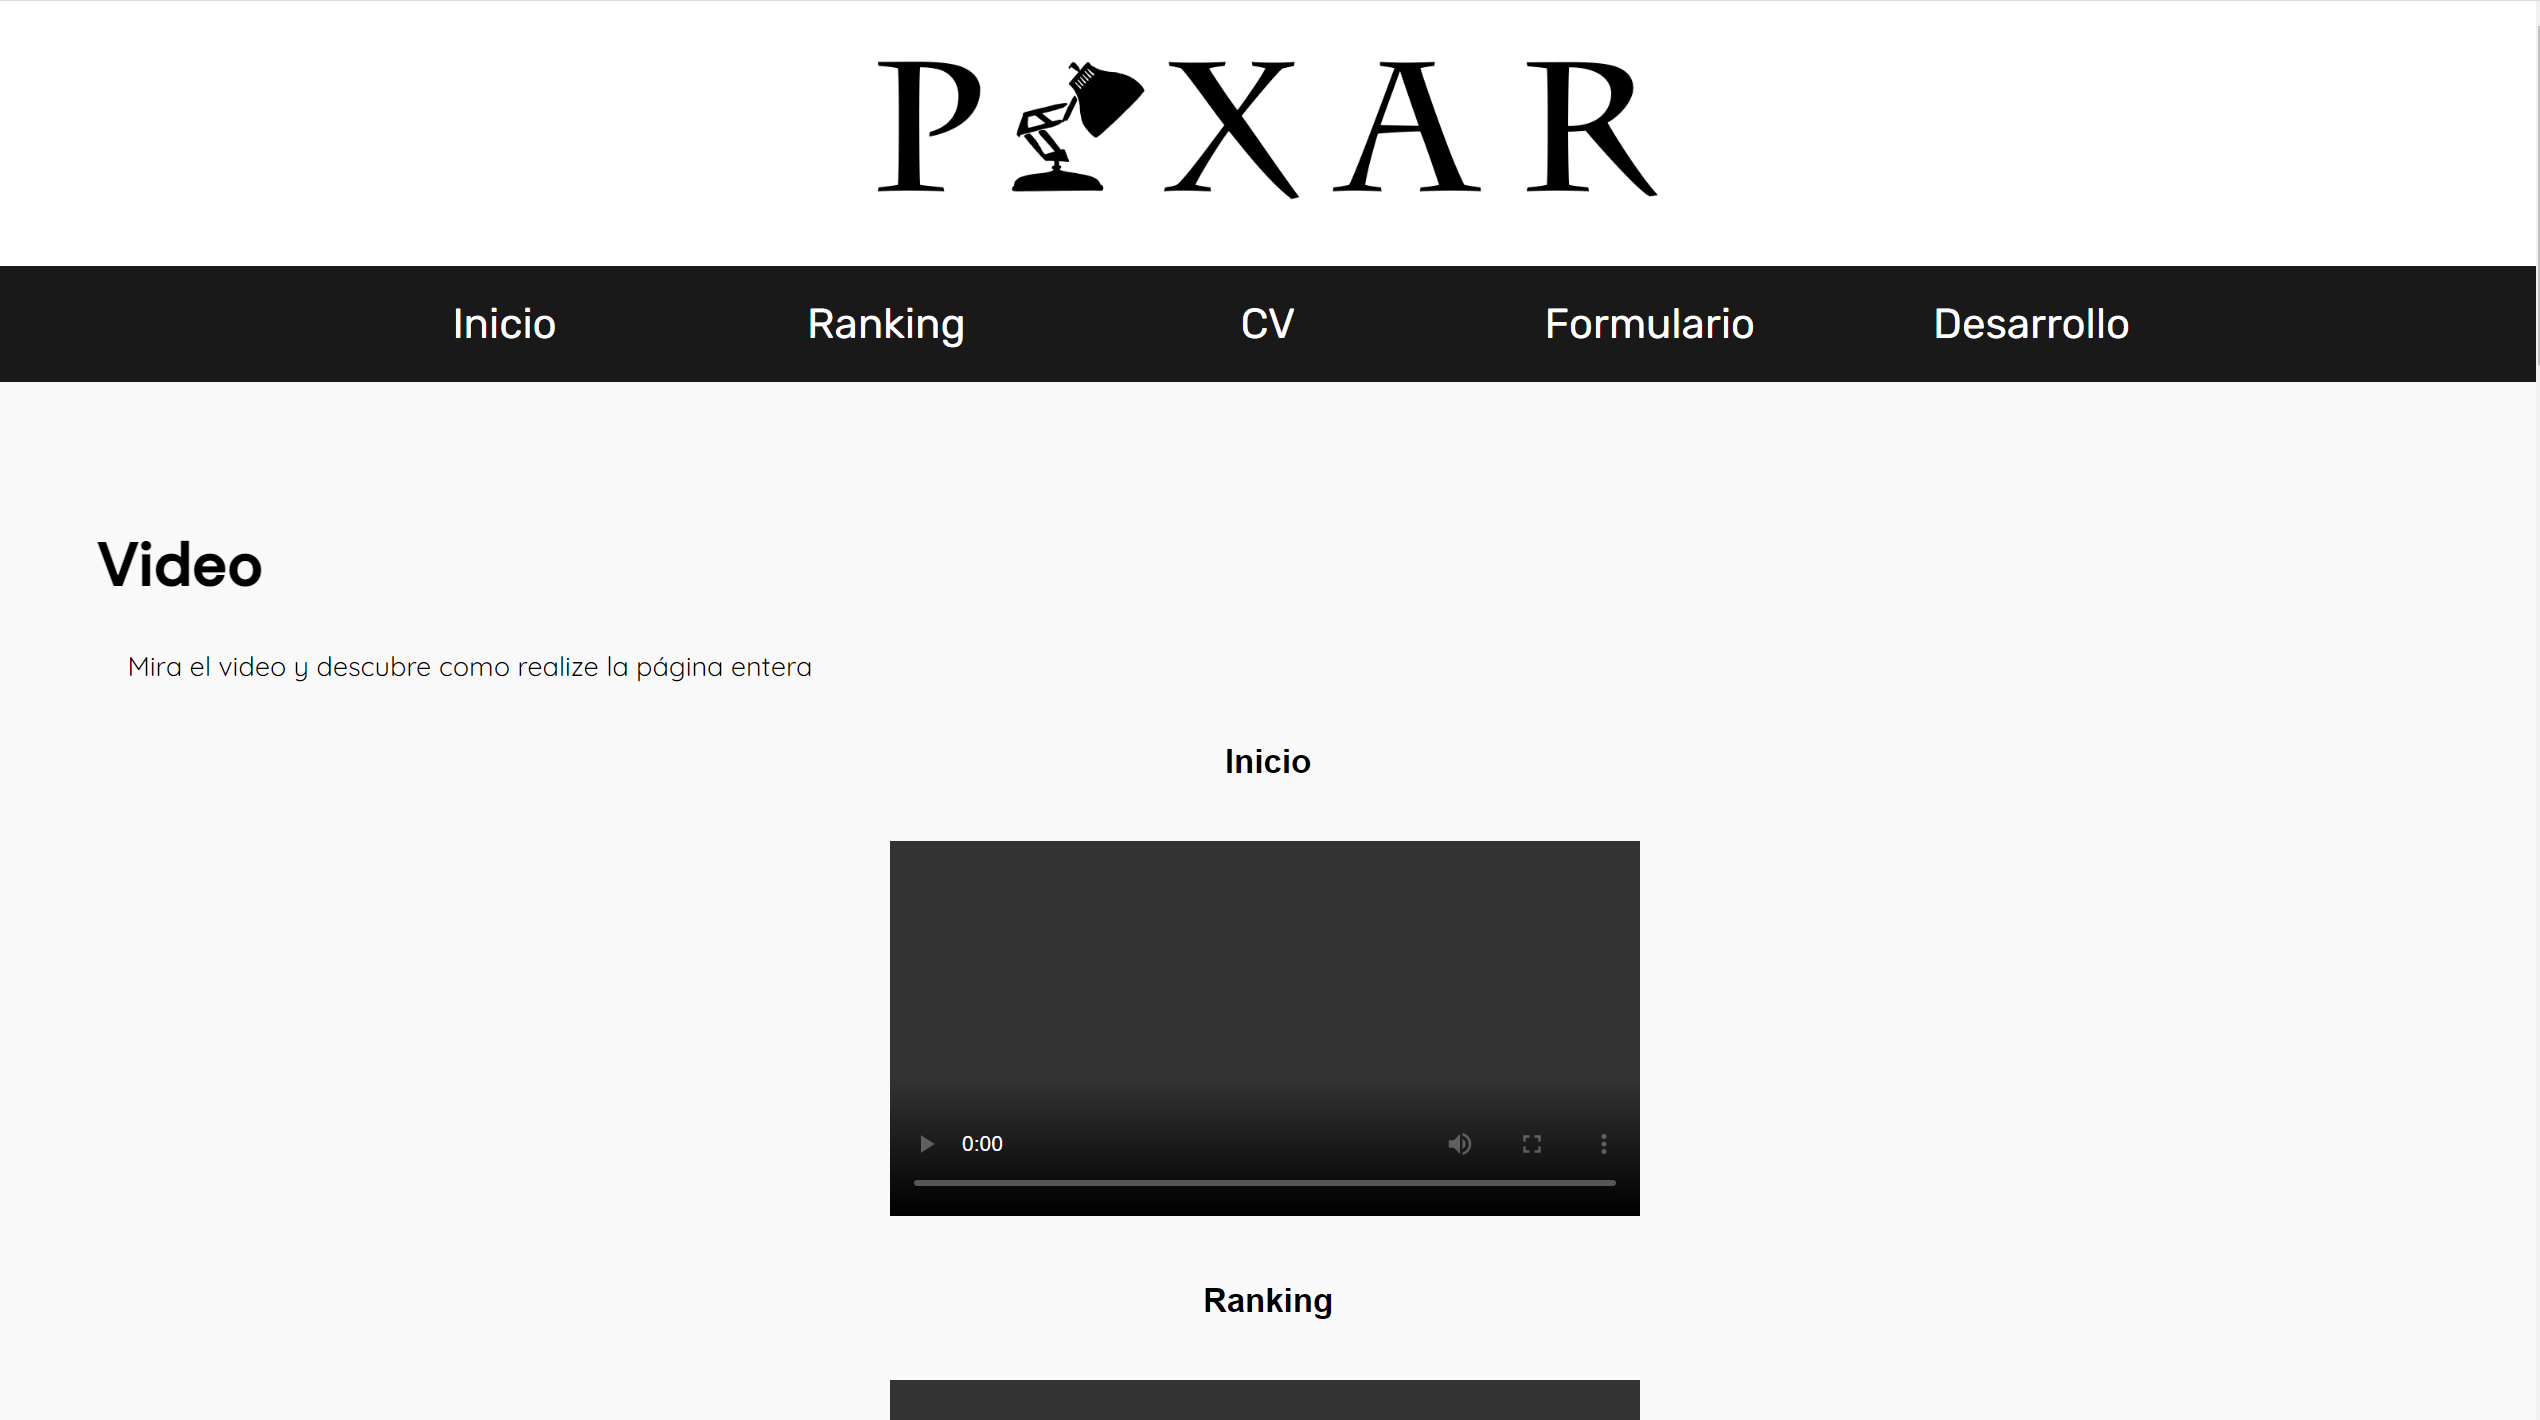 PIXAR
Inicio Ranking CV Formulario Desarrollo
Video
Mira el video y descubre como realize la página entera
Inicio
0:00
Ranking